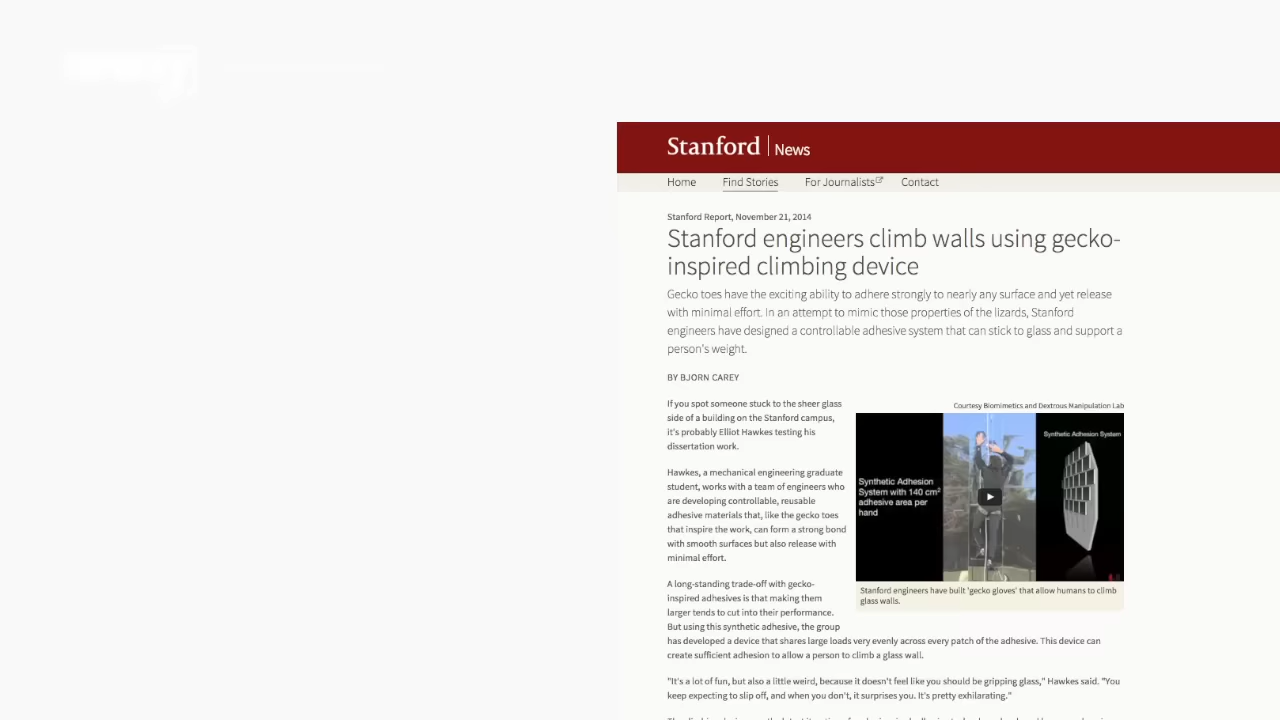 Stanford | News
Home Find Stories For Journalists Contact
Stanford Report, November 21, 2014
Stanford engineers climb walls using gecko-
inspired climbing device
Gecko toes have the exciting ability to adhere strongly to nearly any surface and yet release
with minimal effort. In an attempt to mimic those properties of the lizards, Stanford
engineers have designed a controllable adhesive system that can stick to glass and support a
person's weight.
BY BJORN CAREY
If you spot someone stuck to the sheer glass
side of a building on the Stanford campus,
it's probably Elliot Hawkes testing his
dissertation work.
Hawkes, a mechanical engineering graduate
student, works with a team of engineers who
are developing controllable, reusable
adhesive materials that, like the gecko toes
that inspire the work, can form a strong bond
with smooth surfaces but also release with
minimal effort.
A long-standing trade-off with gecko-
inspired adhesives is that making them
larger tends to cut into their performance.
But using this synthetic adhesive, the group
has developed a device that shares large loads very evenly across every patch of the adhesive. This device can
create sufficient adhesion to allow a person to climb a glass wall.
Courtesy Biomimetics and Dextrous Manipulation Lab
Synthetic Adhesion
System with 140 cm²
adhesive area per
hand
Synthetic Adhesion System
Stanford engineers have built 'gecko gloves' that allow humans to climb
glass walls.
"It's a lot of fun, but also a little weird, because it doesn't feel like you should be gripping glass," Hawkes said. "You
keep expecting to slip off, and when you don't, it surprises you. It's pretty exhilarating."